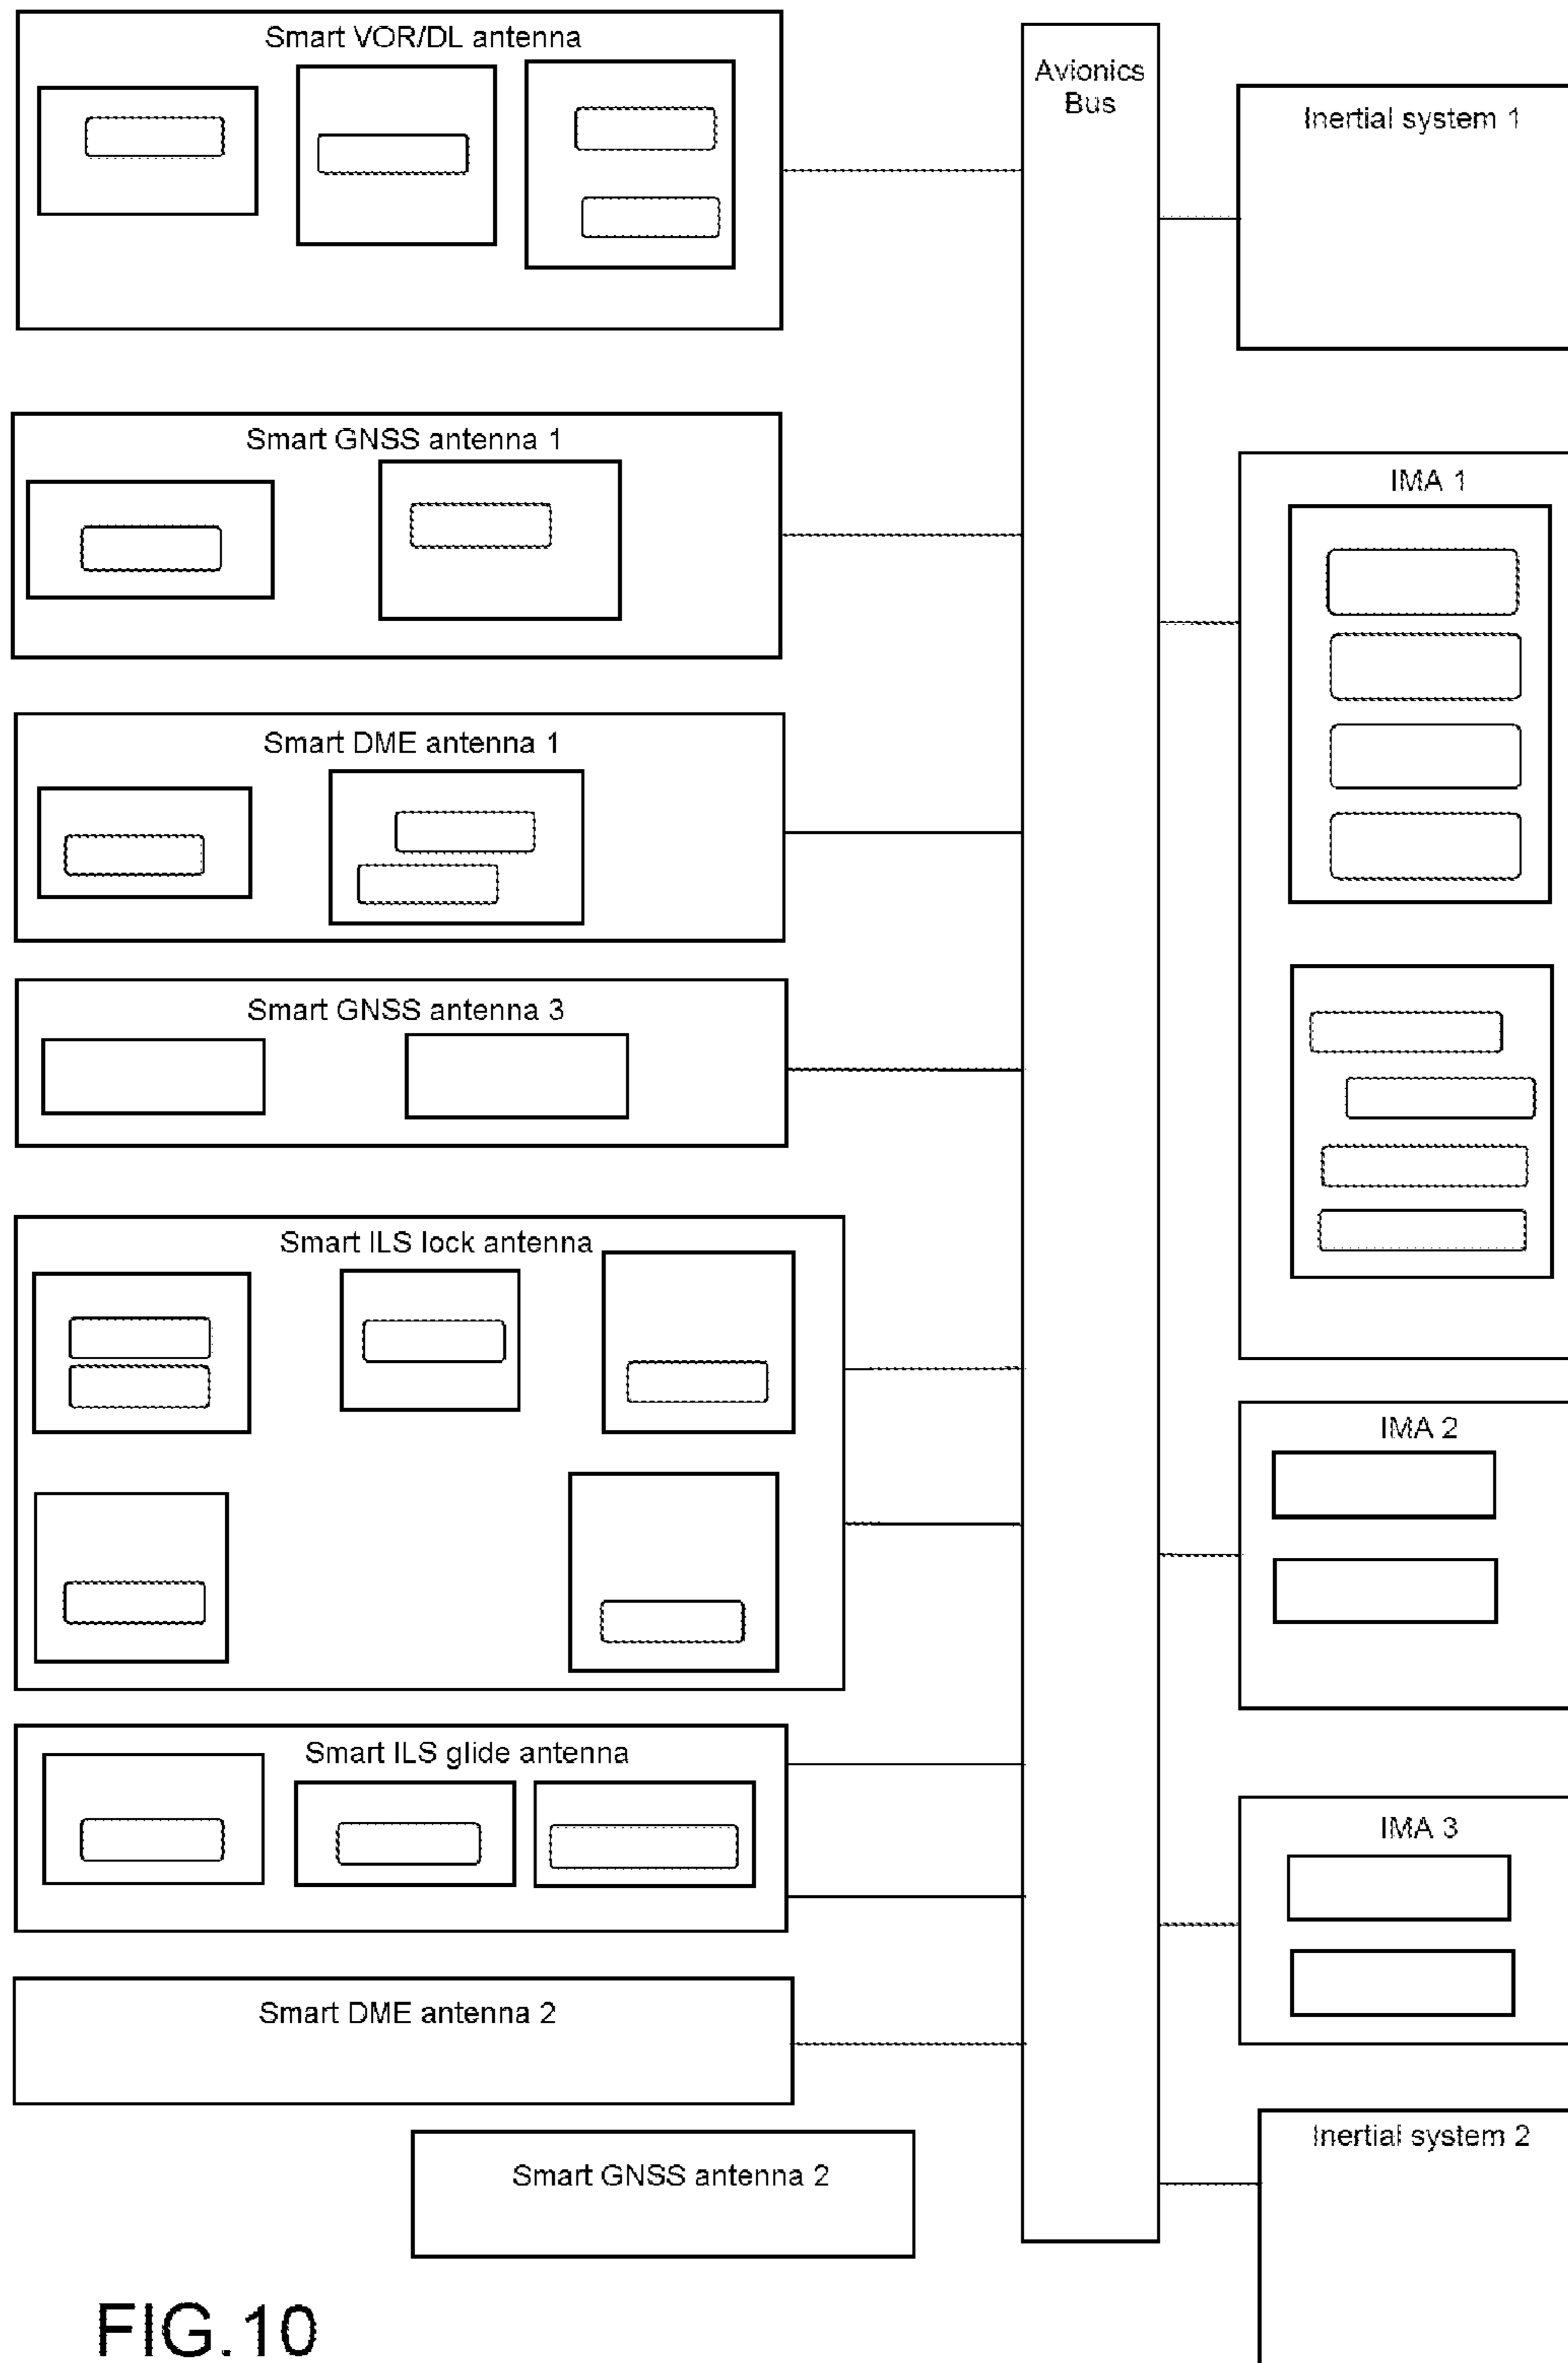 Smart VOR/DL antenna
Avionics
Bus
Inertial system 1
Smart GNSS antenna 1
IMA 1
Smart DME antenna 1
Smart GNSS antenna 3
Smart ILS lock antenna
IMA 2
Smart ILS glide antenna
IMA 3
Smart DME antenna 2
Inertial system 2
Smart GNSS antenna 2
FIG.10